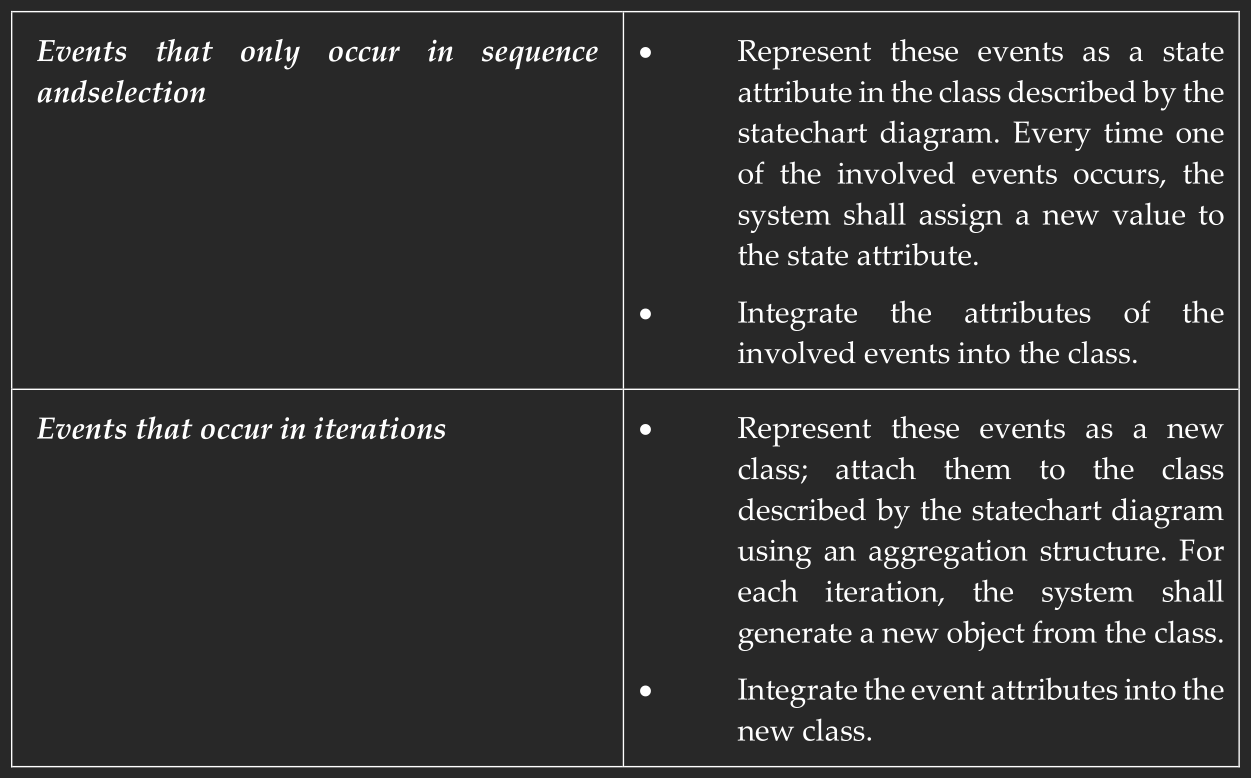 Events that only occur in sequence
andselection
• Represent these events as a state
attribute in the class described by the
statechart diagram. Every time one
of the involved events occurs, the
system shall assign a new value to
the state attribute.
• Integrate the attributes of the
involved events into the class.
Events that occur in iterations
• Represent these events as a new
class; attach them to the class
described by the statechart diagram
using an aggregation structure. For
each iteration, the system shall
generate a new object from the class.
• Integrate the event attributes into the
new class.